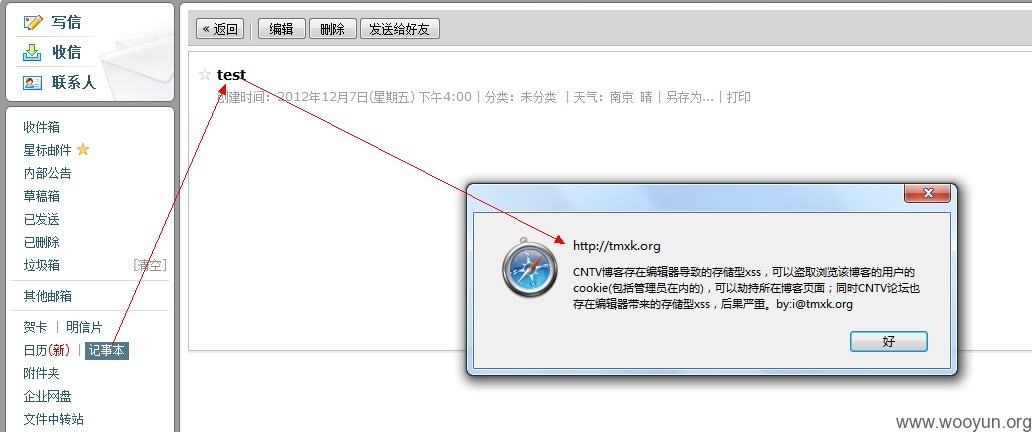 写信
收信
联系人
收件箱
星标邮件
内部公告
草稿箱
已发送
已删除
垃圾箱 [清空]
其他邮箱
贺卡 | 明信片
日历(新) | 记事本
附件夹
企业网盘
文件中转站
« 返回 编辑 删除 发送给好友
test
创建时间：2012年12月7日(星期五) 下午4:00 | 分类：未分类 | 天气：南京 晴 | 另存为... | 打印
http://tmxk.org
CNTV博客存在编辑器导致的存储型xss，可以盗取浏览该博客的用户的
cookie(包括管理员在内的)，可以劫持所在博客页面；同时CNTV论坛也
存在编辑器带来的存储型xss，后果严重。by:i@tmxk.org
好
www.wooyun.org